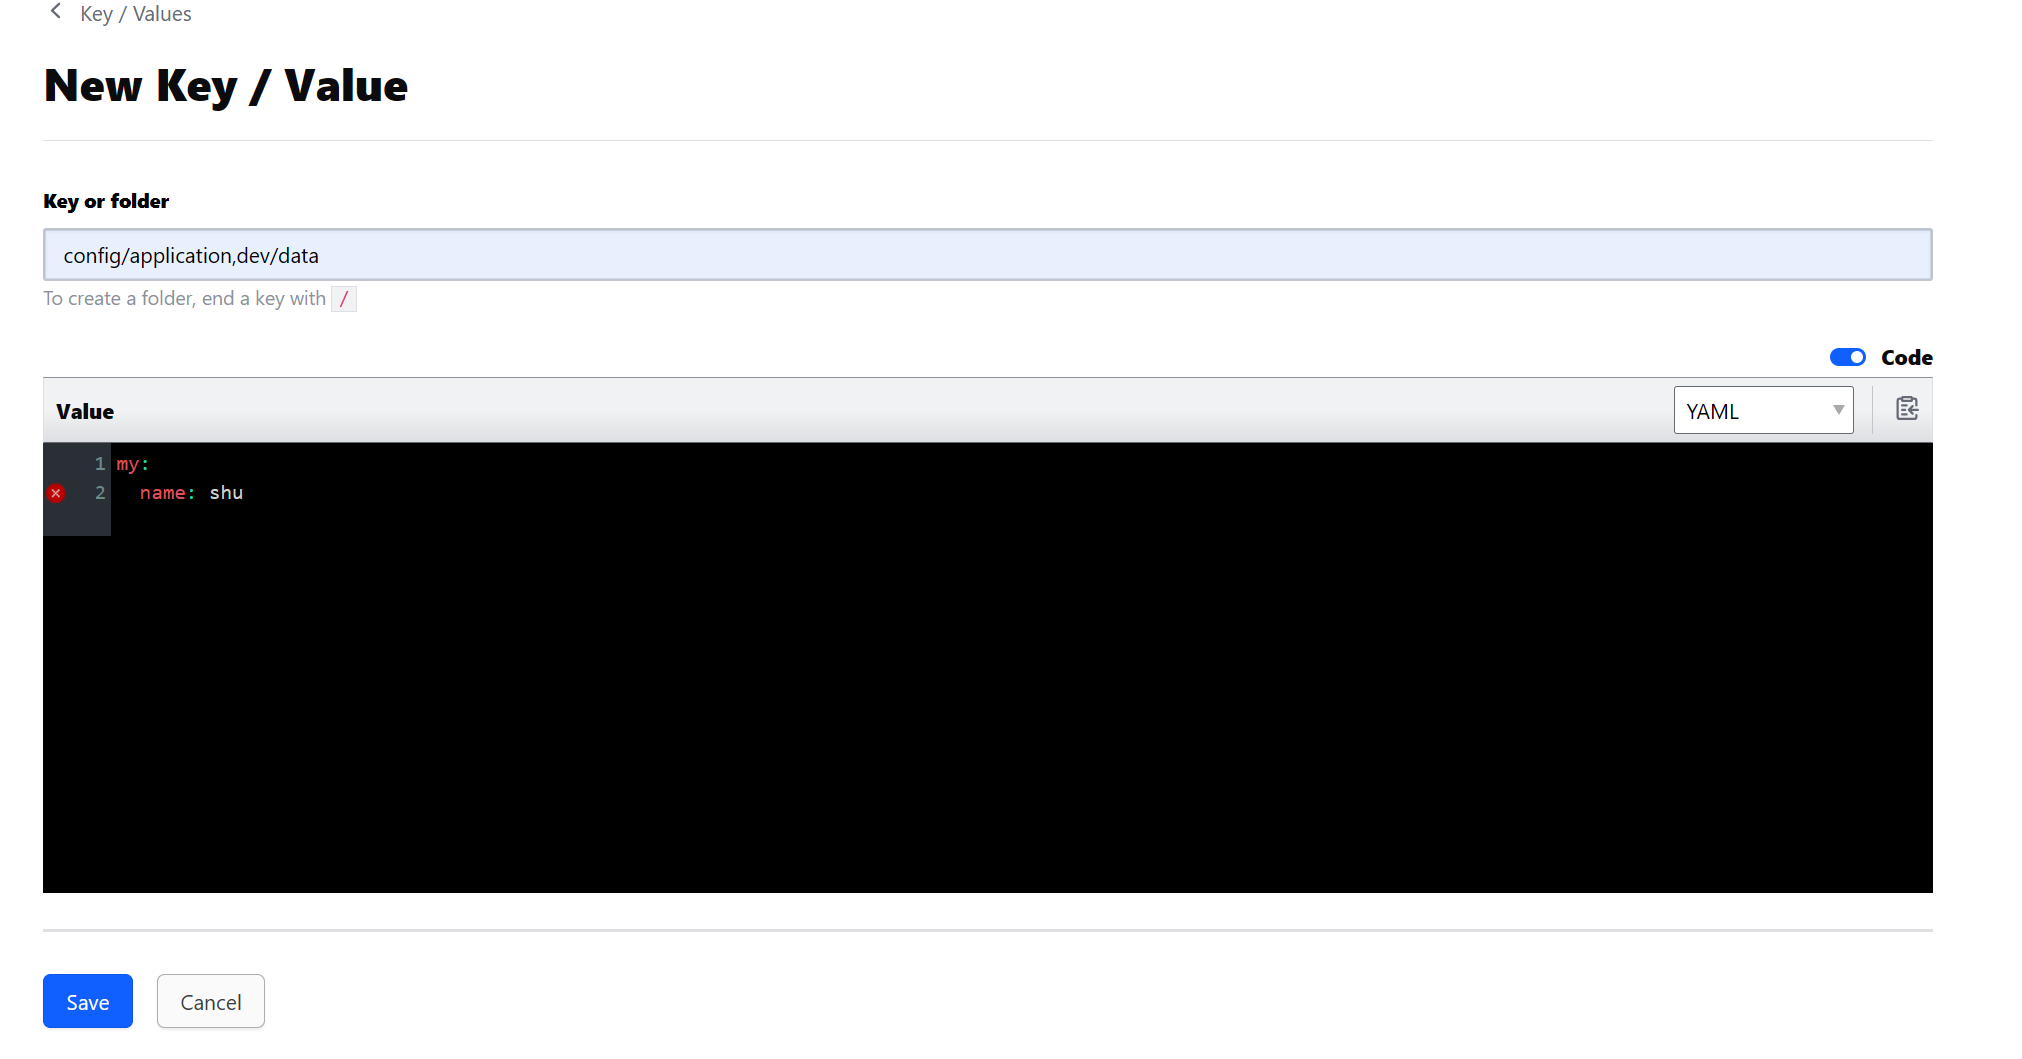 Key / Values
New Key / Value
Key or folder
config/application,dev/data
To create a folder, end a key with /
Code
Value
YAML
1 my:
2 name: shu
Save
Cancel